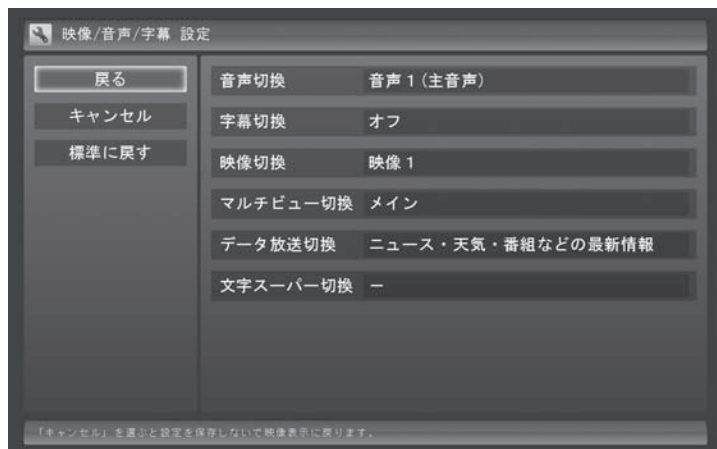 映像/音声/字幕 設定
戻る
キャンセル
標準に戻す
音声切換 音声1(主音声)
字幕切換 オフ
映像切換 映像1
マルチビュー切換 メイン
データ放送切換 ニュース・天気・番組などの最新情報
文字スーパー切換 －
「キャンセル」を選ぶと設定を保存しないで映像表示に戻ります。